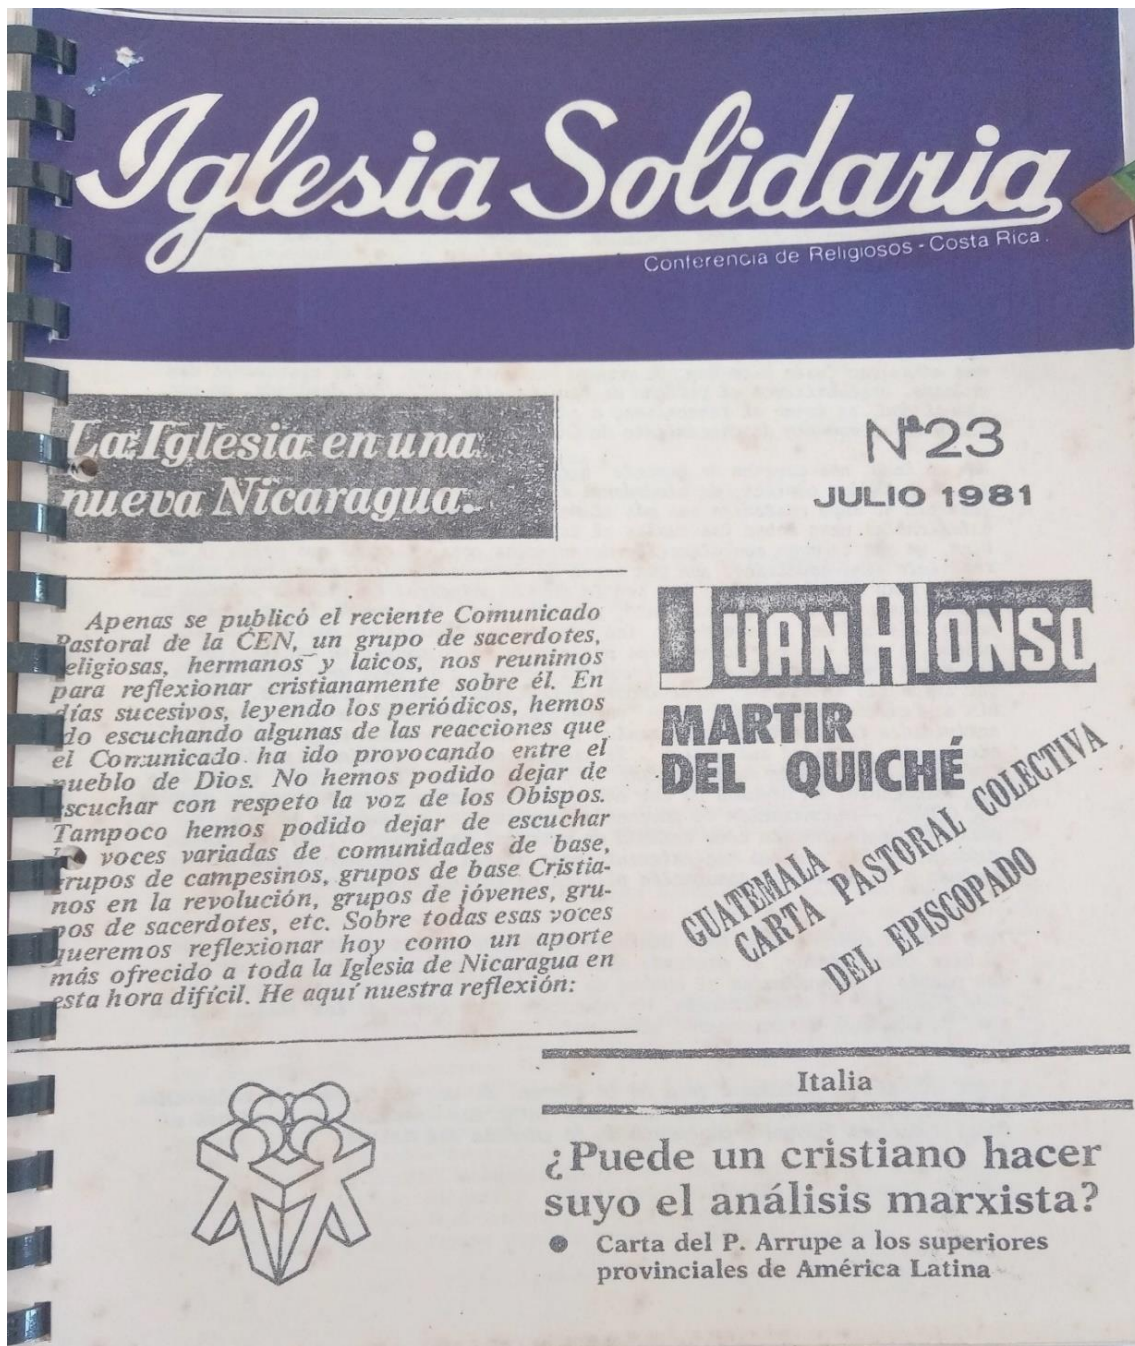 Iglesia Solidaria
Conferencia de Religiosos - Costa Rica.
La Iglesia en una
nueva Nicaragua.
Nº23
JULIO 1981
Apenas se publicó el reciente Comunicado
Pastoral de la CEN, un grupo de sacerdotes,
religiosas, hermanos y laicos, nos reunimos
para reflexionar cristianamente sobre él. En
días sucesivos, leyendo los periódicos, hemos
ido escuchando algunas de las reacciones que
el Comunicado ha ido provocando entre el
pueblo de Dios. No hemos podido dejar de
escuchar con respeto la voz de los Obispos.
Tampoco hemos podido dejar de escuchar
voces variadas de comunidades de base,
grupos de campesinos, grupos de base Cristia-
nos en la revolución, grupos de jóvenes, gru-
pos de sacerdotes, etc. Sobre todas esas voces
queremos reflexionar hoy como un aporte
más ofrecido a toda la Iglesia de Nicaragua en
esta hora difícil. He aquí nuestra reflexión:
JUAN ALONSO
MARTIR
DEL QUICHÉ
GUATEMALA
CARTA PASTORAL COLECTIVA
DEL EPISCOPADO
Italia
¿Puede un cristiano hacer
suyo el análisis marxista?
● Carta del P. Arrupe a los superiores
provinciales de América Latina